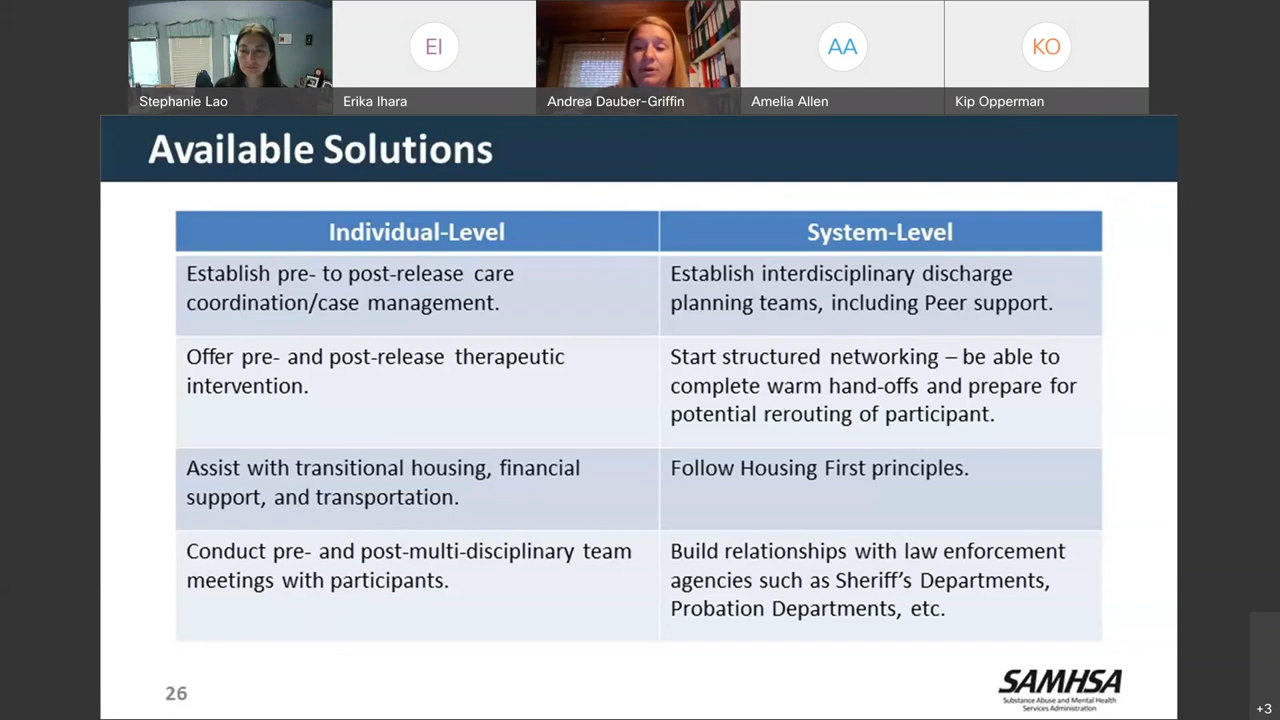 EI
AA
KO
Stephanie Lao
Erika Ihara
Andrea Dauber-Griffin
Amelia Allen
Kip Opperman
Available Solutions
Individual-Level
System-Level
Establish pre- to post-release care
coordination/case management.
Establish interdisciplinary discharge
planning teams, including Peer support.
Offer pre- and post-release therapeutic
intervention.
Start structured networking – be able to
complete warm hand-offs and prepare for
potential rerouting of participant.
Assist with transitional housing, financial
support, and transportation.
Follow Housing First principles.
Conduct pre- and post-multi-disciplinary team
meetings with participants.
Build relationships with law enforcement
agencies such as Sheriff's Departments,
Probation Departments, etc.
26
SAMHSA
Substance Abuse and Mental Health
Services Administration
+3